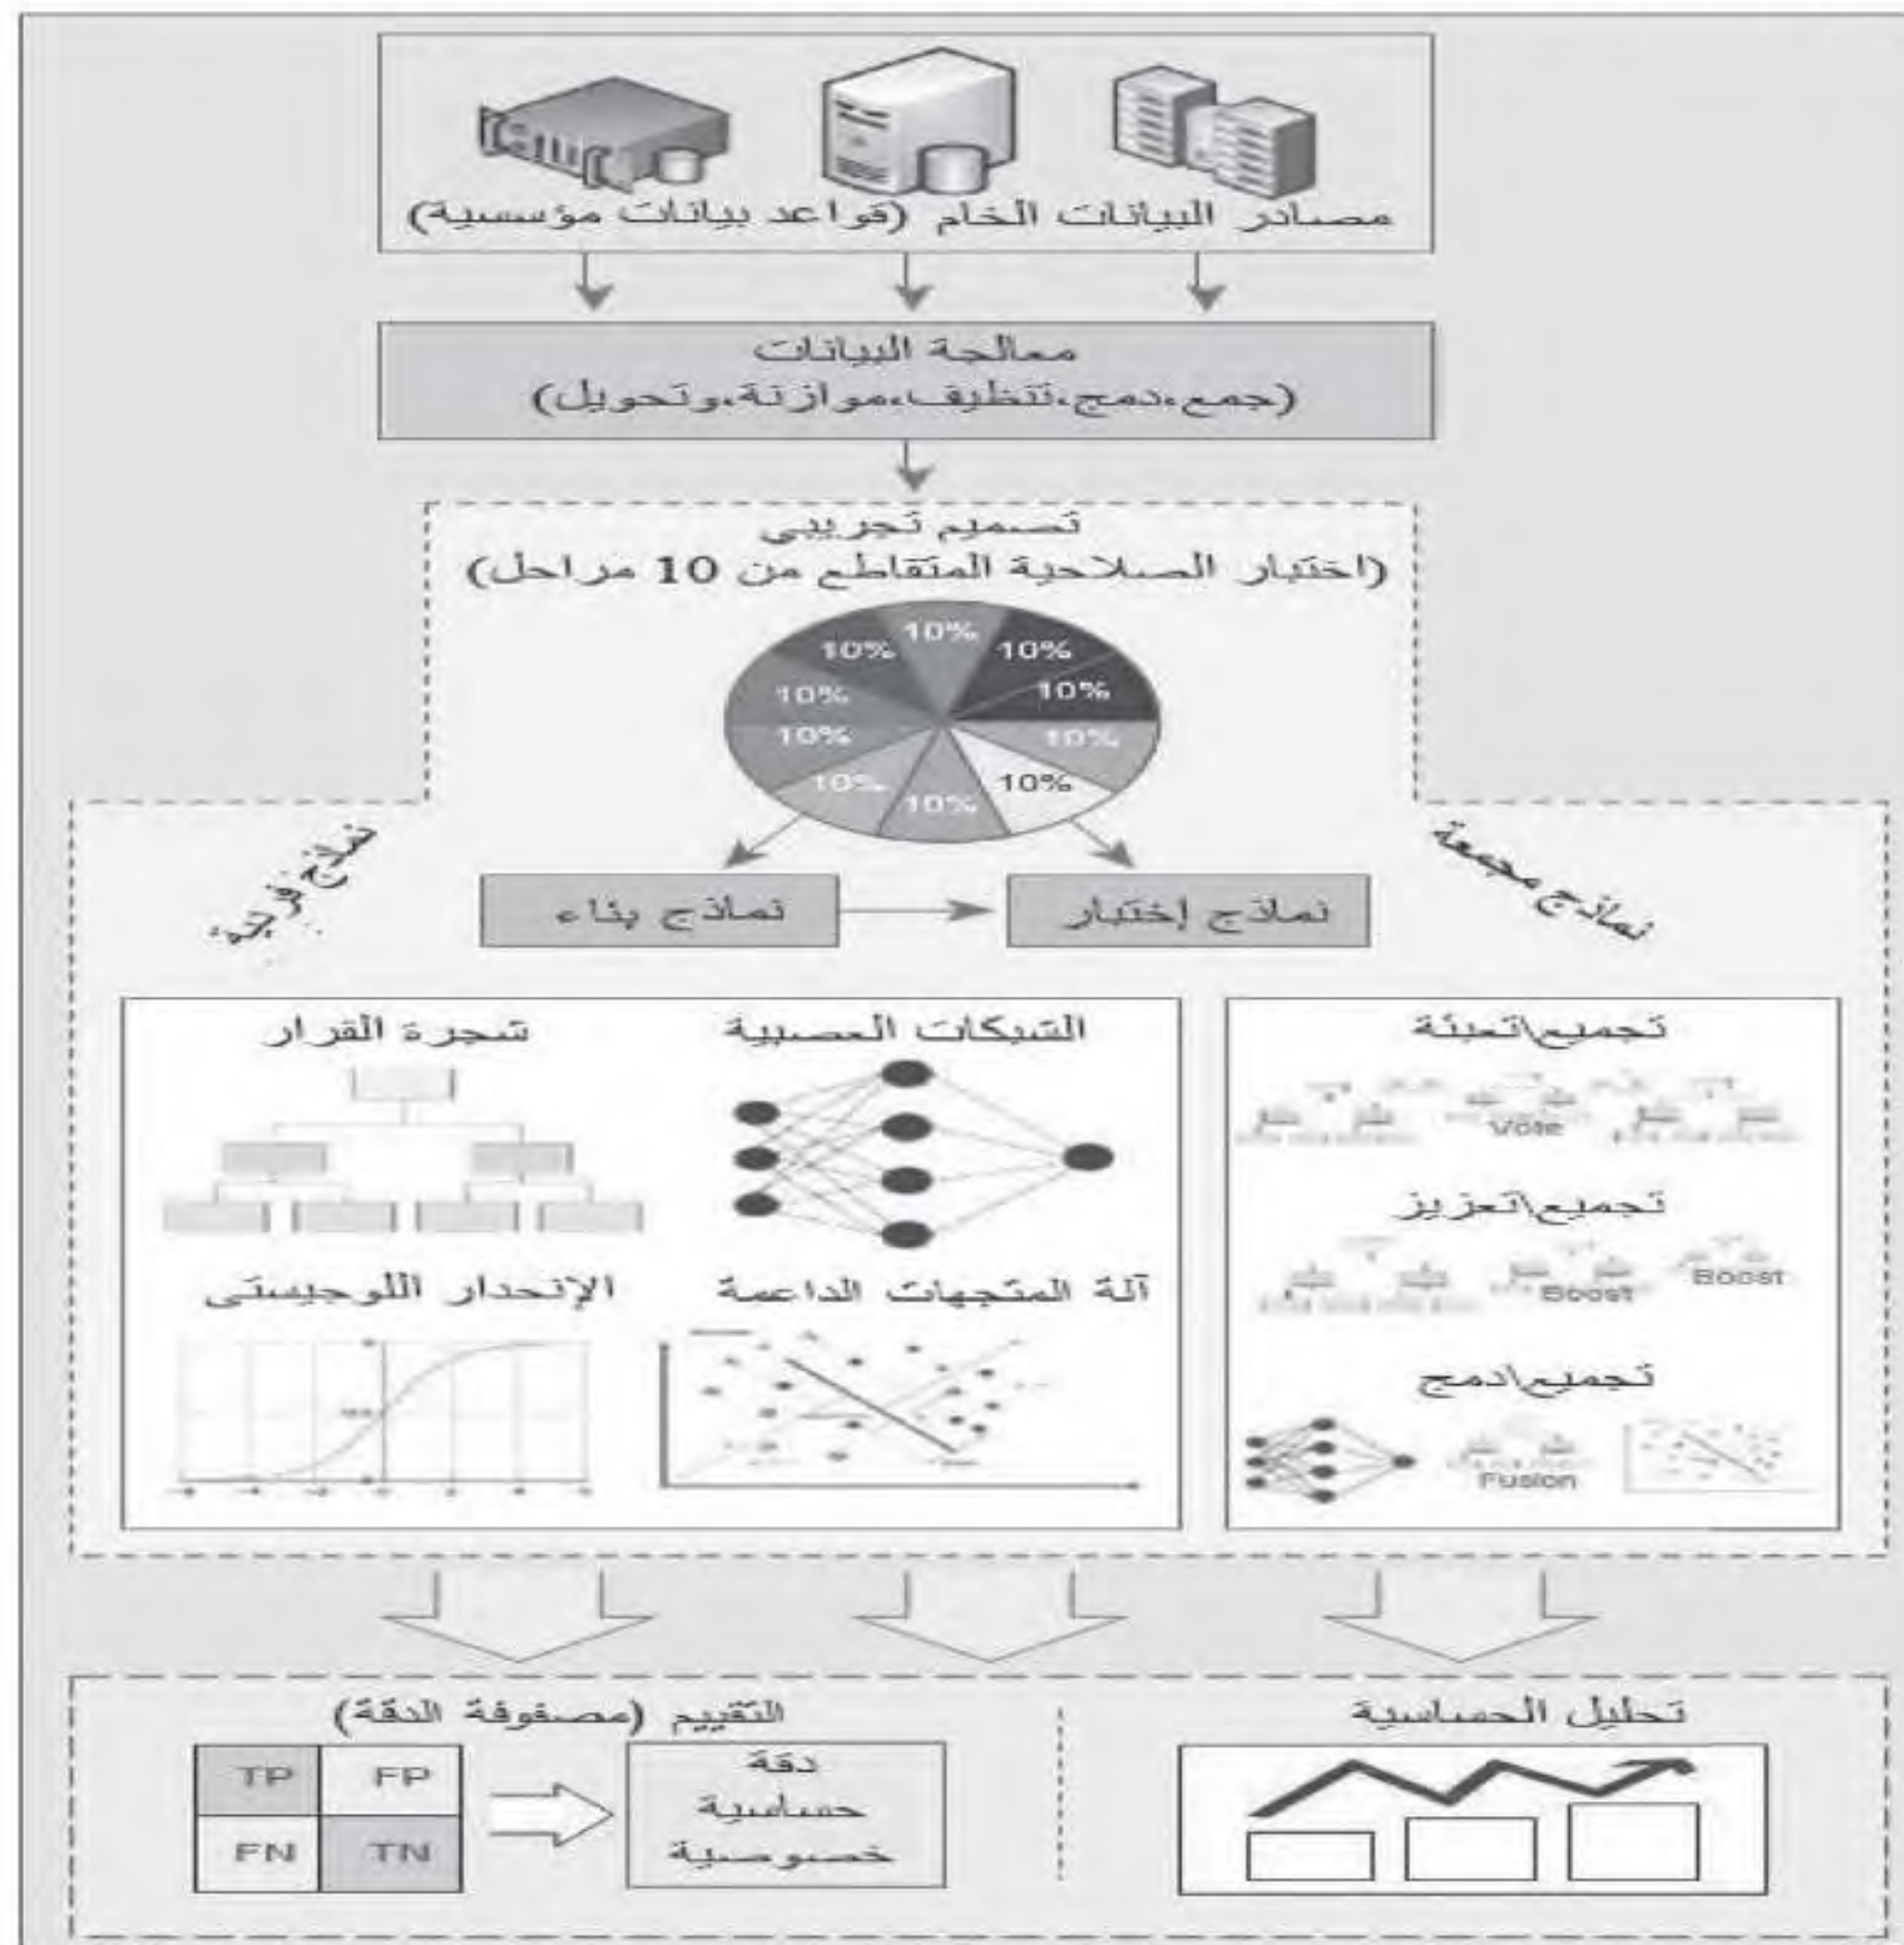 مصادر البيانات الخام (قواعد بيانات مؤسسية)
معالجة البيانات
(جمع،دمج،تنظيف،موازنة،وتحويل)
تصميم تجريبي
(اختبار الصلاحية المتقاطع من 10 مراحل)
10%
10%
10%
10%
10%
10%
10%
10%
10%
10%
نماذج فردية
نماذج مجمعة
نماذج بناء
نماذج إختبار
شجرة القرار
الشبكات العصبية
الإنحدار اللوجيستى
آلة المتجهات الداعمة
تجميع\تعبئة
Vote
تجميع\تعزيز
Boost
Boost
تجميع\دمج
Fusion
التقييم (مصفوفة الدقة)
TP FP
FN TN
دقة
حساسية
خصوصية
تحليل الحساسية